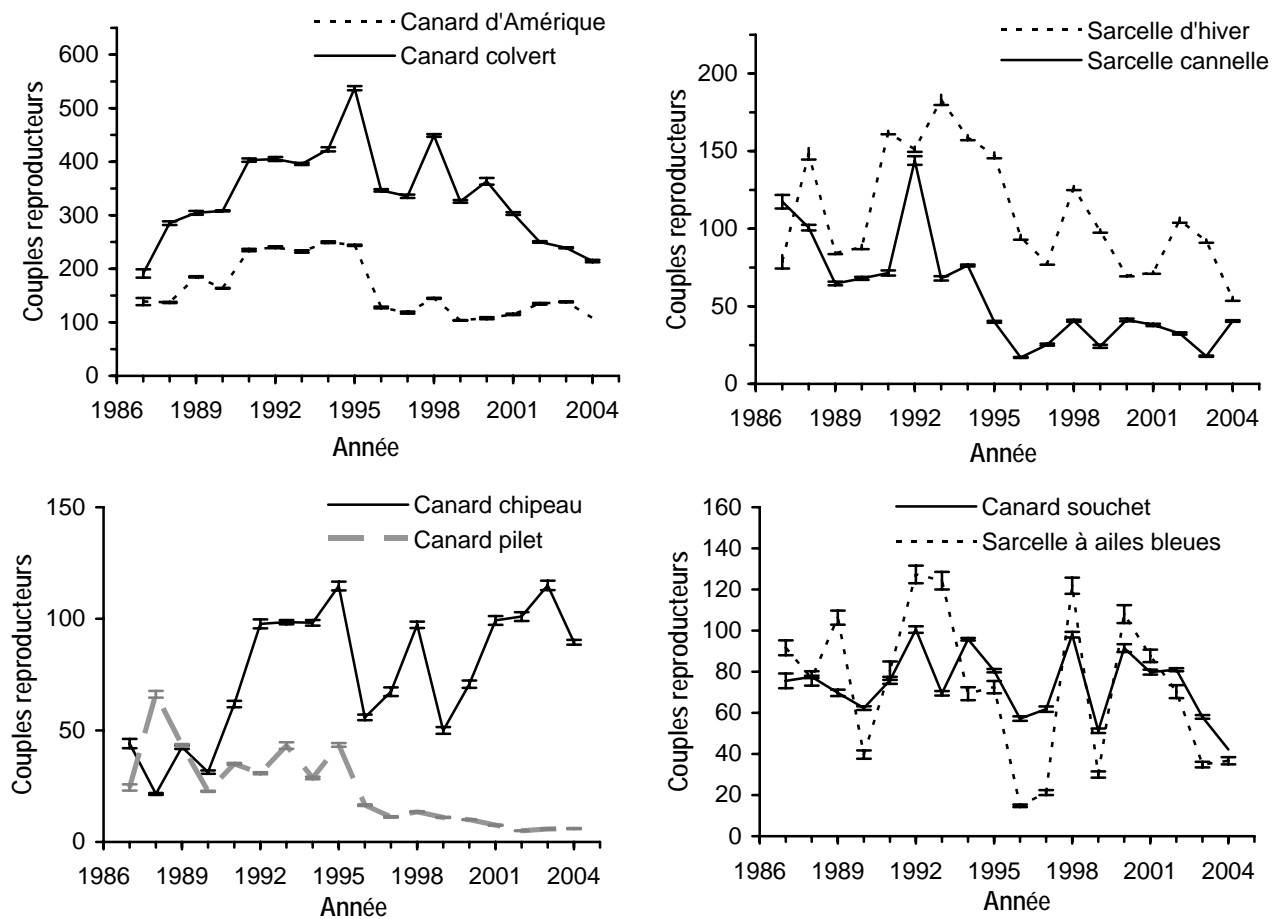 Canard d'Amérique
Canard colvert
Couples reproducteurs
600
500
400
300
200
100
0
1986 1989 1992 1995 1998 2001 2004
Année
Sarcelle d'hiver
Sarcelle cannelle
Couples reproducteurs
200
150
100
50
0
1986 1989 1992 1995 1998 2001 2004
Année
Canard chipeau
Canard pilet
Couples reproducteurs
150
100
50
0
1986 1989 1992 1995 1998 2001 2004
Année
Canard souchet
Sarcelle à ailes bleues
Couples reproducteurs
160
140
120
100
80
60
40
20
0
1986 1989 1992 1995 1998 2001 2004
Année